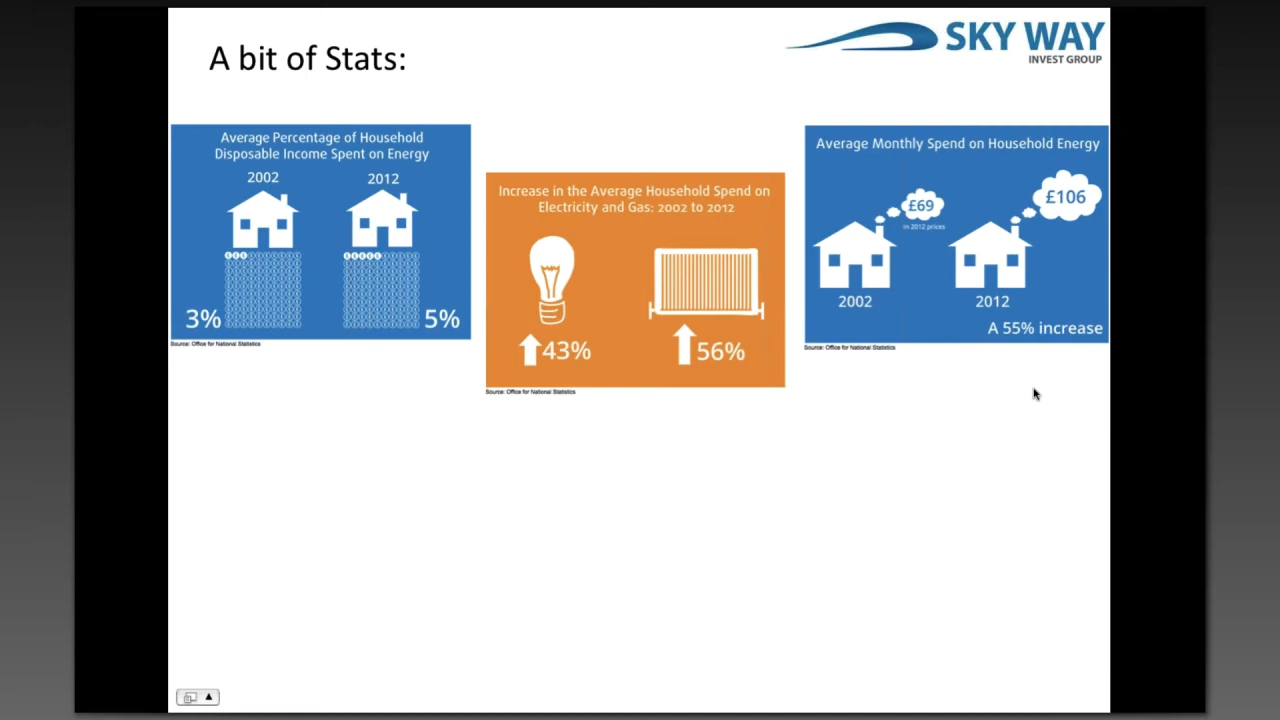 A bit of Stats:
SKY WAY
INVEST GROUP
Average Percentage of Household
Disposable Income Spent on Energy
2002
2012
3%
5%
Source: Office for National Statistics
Increase in the Average Household Spend on
Electricity and Gas: 2002 to 2012
43%
56%
Source: Office for National Statistics
Average Monthly Spend on Household Energy
£69
in 2012 prices
£106
2002
2012
A 55% increase
Source: Office for National Statistics